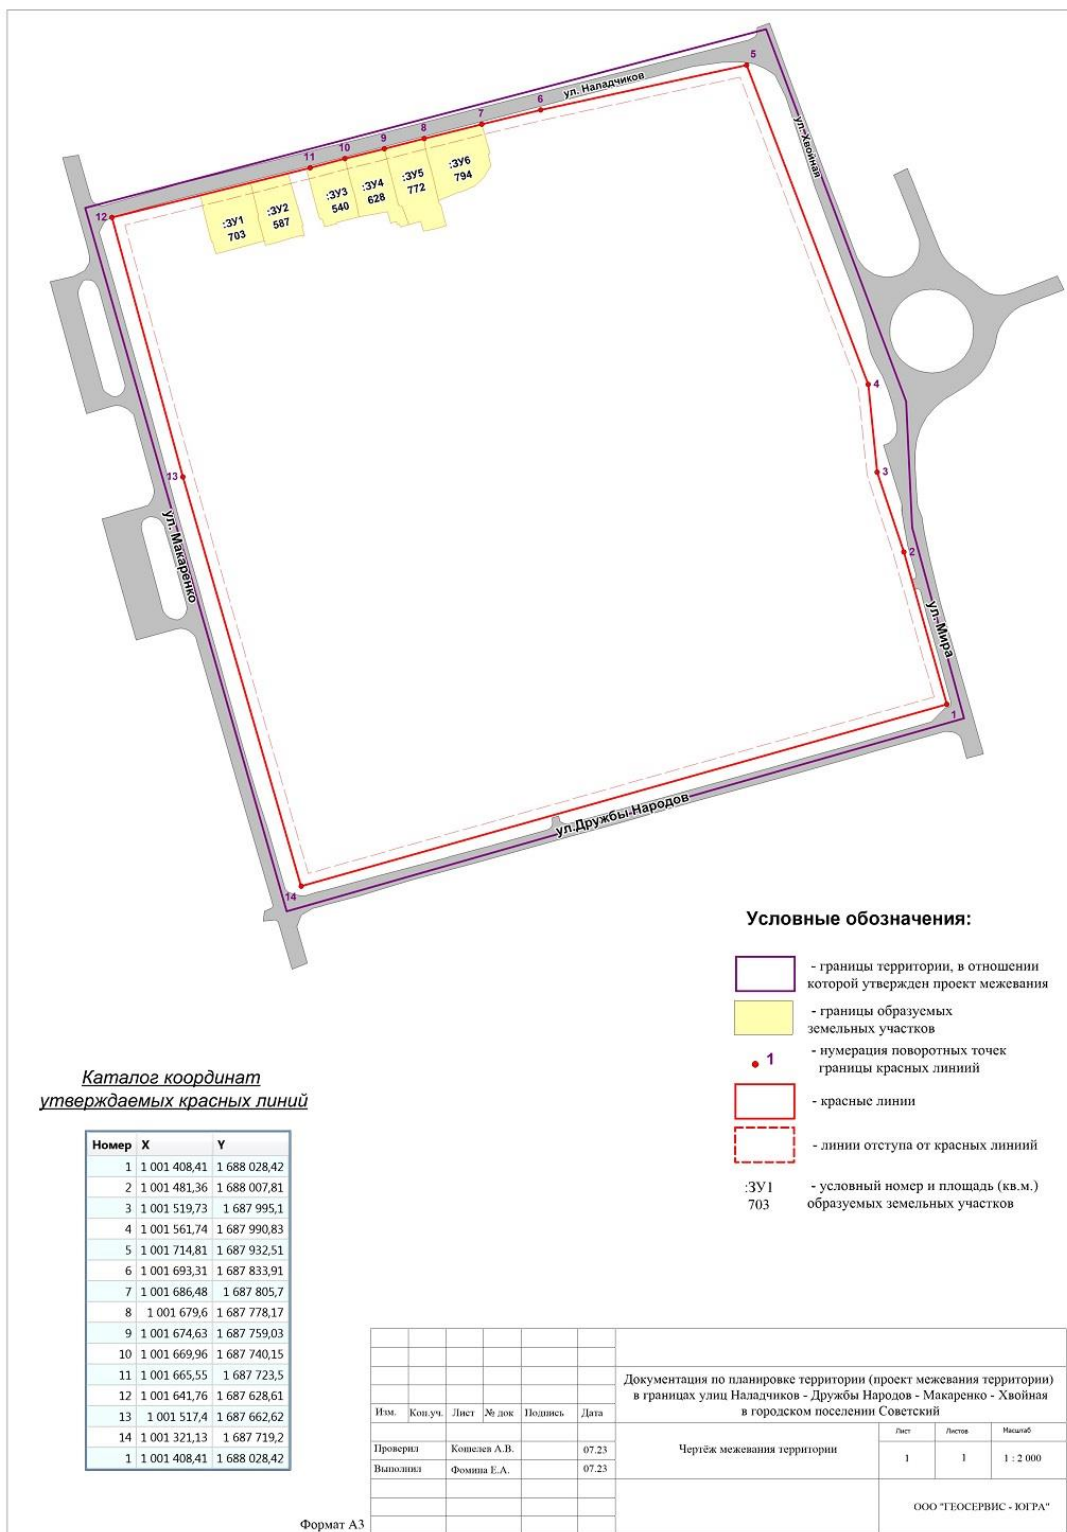 ул. Наладчиков
ул. Хвойная
5
6
7
8
9
10
11
12
:ЗУ1
703
:ЗУ2
587
:ЗУ3
540
:ЗУ4
628
:ЗУ5
772
:ЗУ6
794
4
3
2
13
ул. Макаренко
ул. Мира
1
ул.Дружбы Народов
14
Условные обозначения:
- границы территории, в отношении
которой утвержден проект межевания
- границы образуемых
земельных участков
1
- нумерация поворотных точек
границы красных линиий
- красные линии
- линии отступа от красных линиий
:ЗУ1
703
- условный номер и площадь (кв.м.)
образуемых земельных участков
Каталог координат
утверждаемых красных линий
Номер X Y
1 1 001 408,41 1 688 028,42
2 1 001 481,36 1 688 007,81
3 1 001 519,73 1 687 995,1
4 1 001 561,74 1 687 990,83
5 1 001 714,81 1 687 932,51
6 1 001 693,31 1 687 833,91
7 1 001 686,48 1 687 805,7
8 1 001 679,6 1 687 778,17
9 1 001 674,63 1 687 759,03
10 1 001 669,96 1 687 740,15
11 1 001 665,55 1 687 723,5
12 1 001 641,76 1 687 628,61
13 1 001 517,4 1 687 662,62
14 1 001 321,13 1 687 719,2
1 1 001 408,41 1 688 028,42
Документация по планировке территории (проект межевания территории)
в границах улиц Наладчиков - Дружбы Народов - Макаренко - Хвойная
в городском поселении Советский
Изм. Кол.уч. Лист № док Подпись Дата
Проверил Кошелев А.В. 07.23
Выполнил Фомина Е.А. 07.23
Чертёж межевания территории
Лист Листов Масштаб
1 1 1 : 2 000
ООО "ГЕОСЕРВИС - ЮГРА"
Формат А3